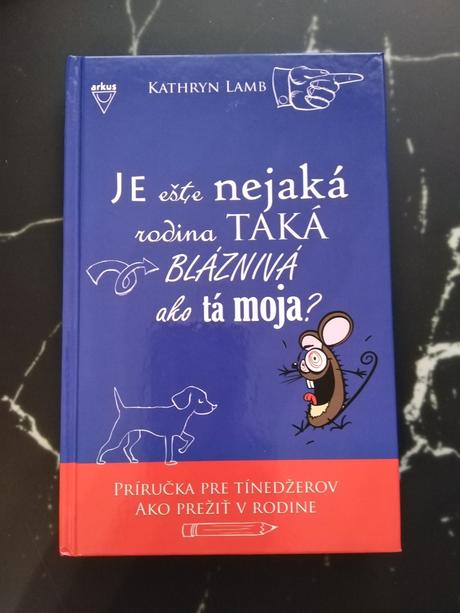 arkus
KATHRYN LAMB
JE ešte nejaká
rodina TAKÁ
BLÁZNIVÁ
ako tá moja?
PRÍRUČKA PRE TÍNEDŽEROV
AKO PREŽIŤ V RODINE